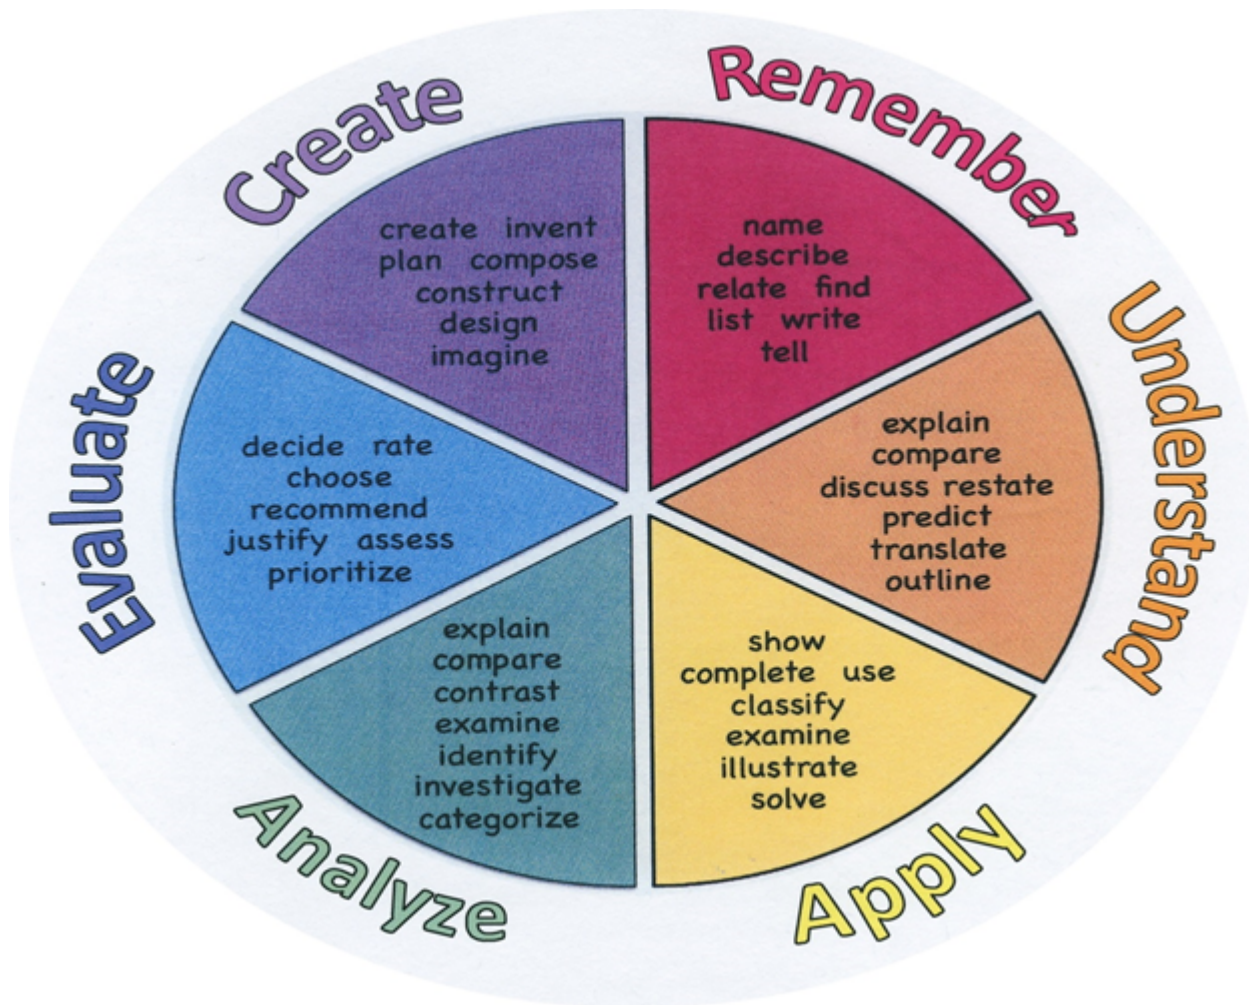 Remember
name
describe
relate find
list write
tell
Understand
explain
compare
discuss restate
predict
translate
outline
Apply
show
complete use
classify
examine
illustrate
solve
Analyze
explain
compare
contrast
examine
identify
investigate
categorize
Evaluate
decide rate
choose
recommend
justify assess
prioritize
Create
create invent
plan compose
construct
design
imagine